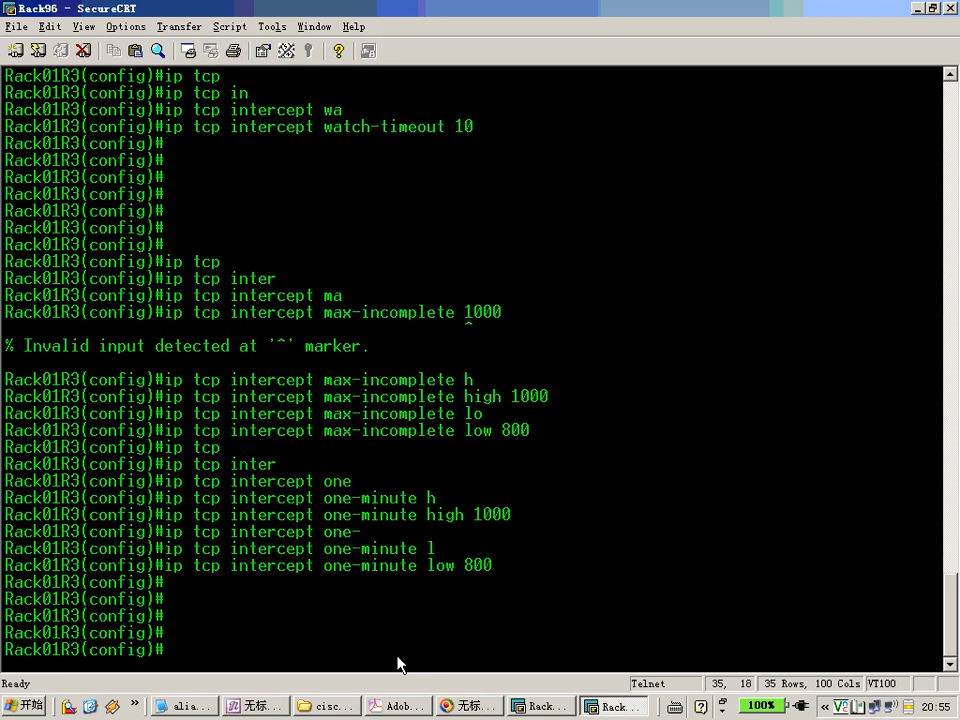 Rack96 - SecureCRT
File Edit View Options Transfer Script Tools Window Help
Rack01R3(config)#ip tcp
Rack01R3(config)#ip tcp in
Rack01R3(config)#ip tcp intercept wa
Rack01R3(config)#ip tcp intercept watch-timeout 10
Rack01R3(config)#
Rack01R3(config)#
Rack01R3(config)#
Rack01R3(config)#
Rack01R3(config)#
Rack01R3(config)#
Rack01R3(config)#
Rack01R3(config)#ip tcp
Rack01R3(config)#ip tcp inter
Rack01R3(config)#ip tcp intercept ma
Rack01R3(config)#ip tcp intercept max-incomplete 1000
^
% Invalid input detected at '^' marker.
Rack01R3(config)#ip tcp intercept max-incomplete h
Rack01R3(config)#ip tcp intercept max-incomplete high 1000
Rack01R3(config)#ip tcp intercept max-incomplete lo
Rack01R3(config)#ip tcp intercept max-incomplete low 800
Rack01R3(config)#ip tcp
Rack01R3(config)#ip tcp inter
Rack01R3(config)#ip tcp intercept one
Rack01R3(config)#ip tcp intercept one-minute h
Rack01R3(config)#ip tcp intercept one-minute high 1000
Rack01R3(config)#ip tcp intercept one-
Rack01R3(config)#ip tcp intercept one-minute l
Rack01R3(config)#ip tcp intercept one-minute low 800
Rack01R3(config)#
Rack01R3(config)#
Rack01R3(config)#
Rack01R3(config)#
Rack01R3(config)#
Ready Telnet 35, 18 35 Rows, 100 Cols VT100
开始 » alia... 无标... cisc... Adob... 无标... Rack... Rack... 100% « 20:55